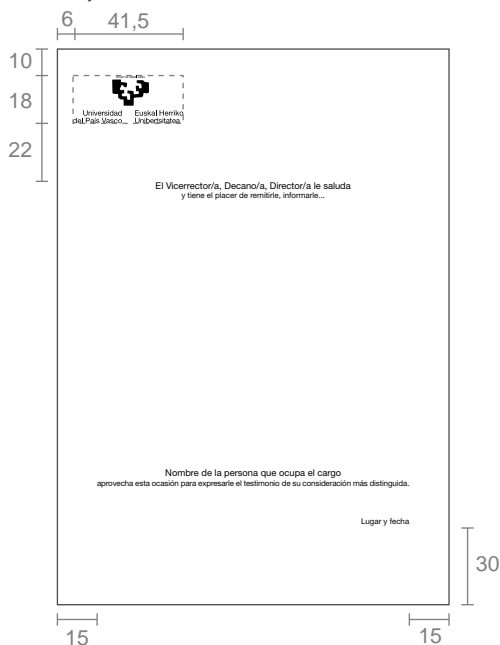 6 41,5
10
18
22
Universidad Euskal Herriko
del País Vasco Unibertsitatea
El Vicerrector/a, Decano/a, Director/a le saluda
y tiene el placer de remitirle, informarle...
Nombre de la persona que ocupa el cargo
aprovecha esta ocasión para expresarle el testimonio de su consideración más distinguida.
Lugar y fecha
30
15 15